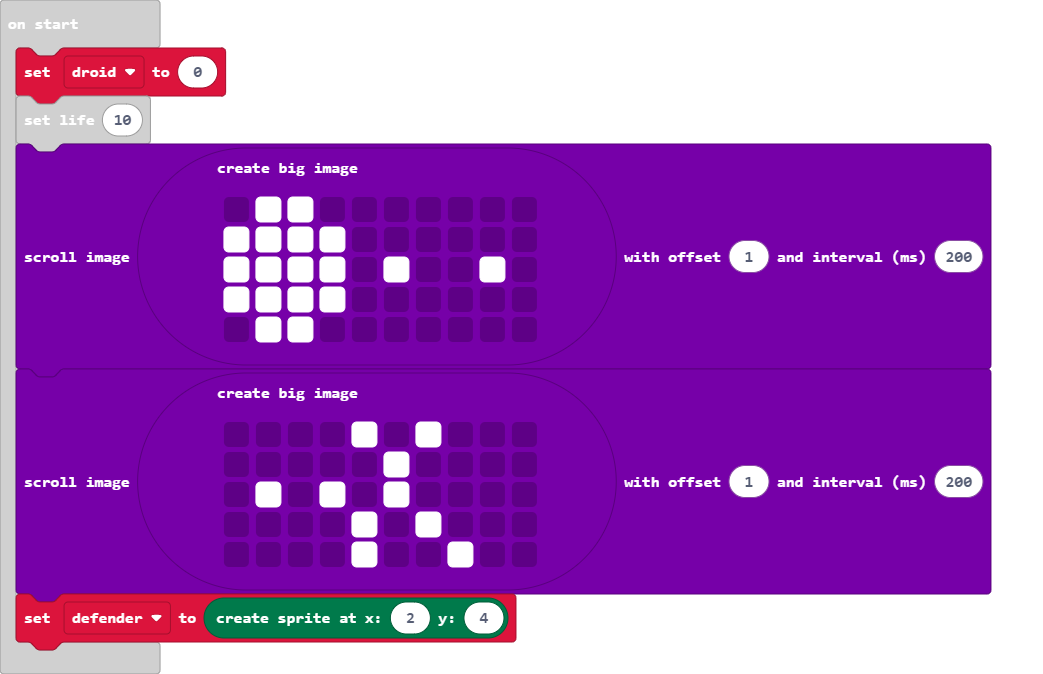 on start
set droid to 0
set life 10
create big image
scroll image with offset 1 and interval (ms) 200
create big image
scroll image with offset 1 and interval (ms) 200
set defender to create sprite at x: 2 y: 4